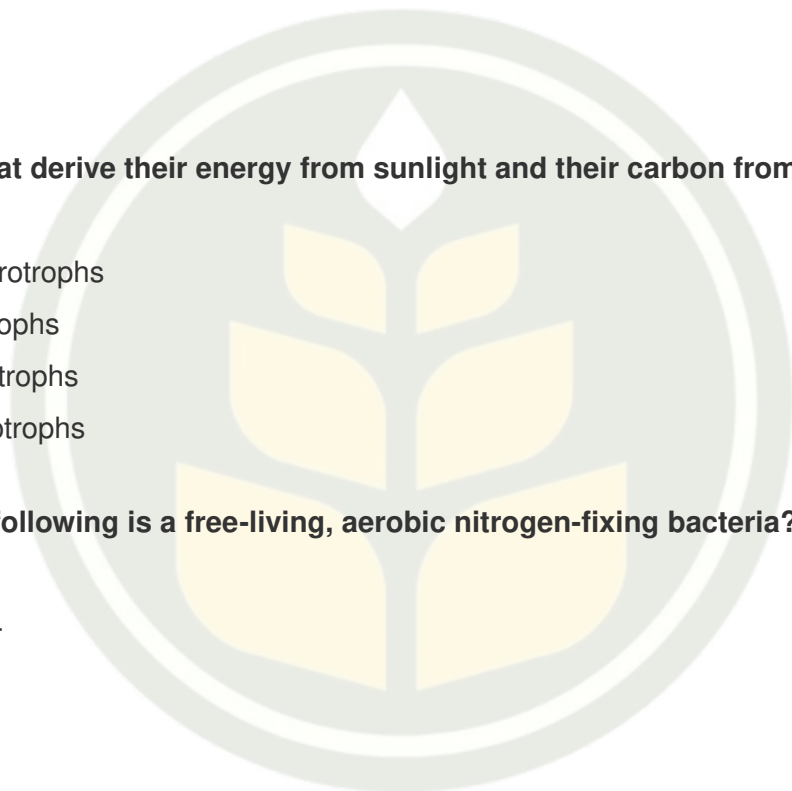 at derive their energy from sunlight and their carbon from
rotrophs
ophs
trophs
otrophs
following is a free-living, aerobic nitrogen-fixing bacteria?